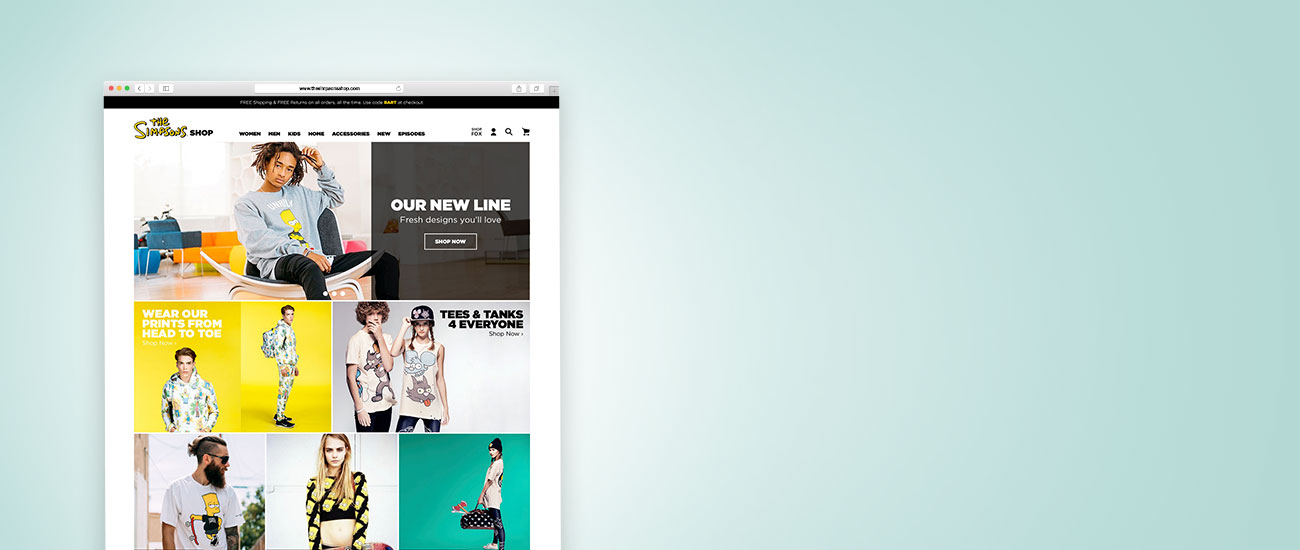 www.thesimpsonsshop.com
FREE Shipping & FREE Returns on all orders, all the time. Use code BART at checkout.
THE SIMPSONS SHOP
WOMEN MEN KIDS HOME ACCESSORIES NEW EPISODES
SHOP
FOX
UNRULY
OUR NEW LINE
Fresh designs you'll love
SHOP NOW
WEAR OUR
PRINTS FROM
HEAD TO TOE
Shop Now ›
TEES & TANKS
4 EVERYONE
Shop Now ›